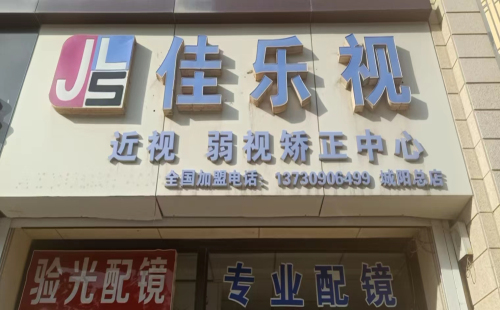 JLS 佳乐视
近视 弱视矫正中心
全国加盟电话：13730906499 城阳总店
验光配镜 专业配镜